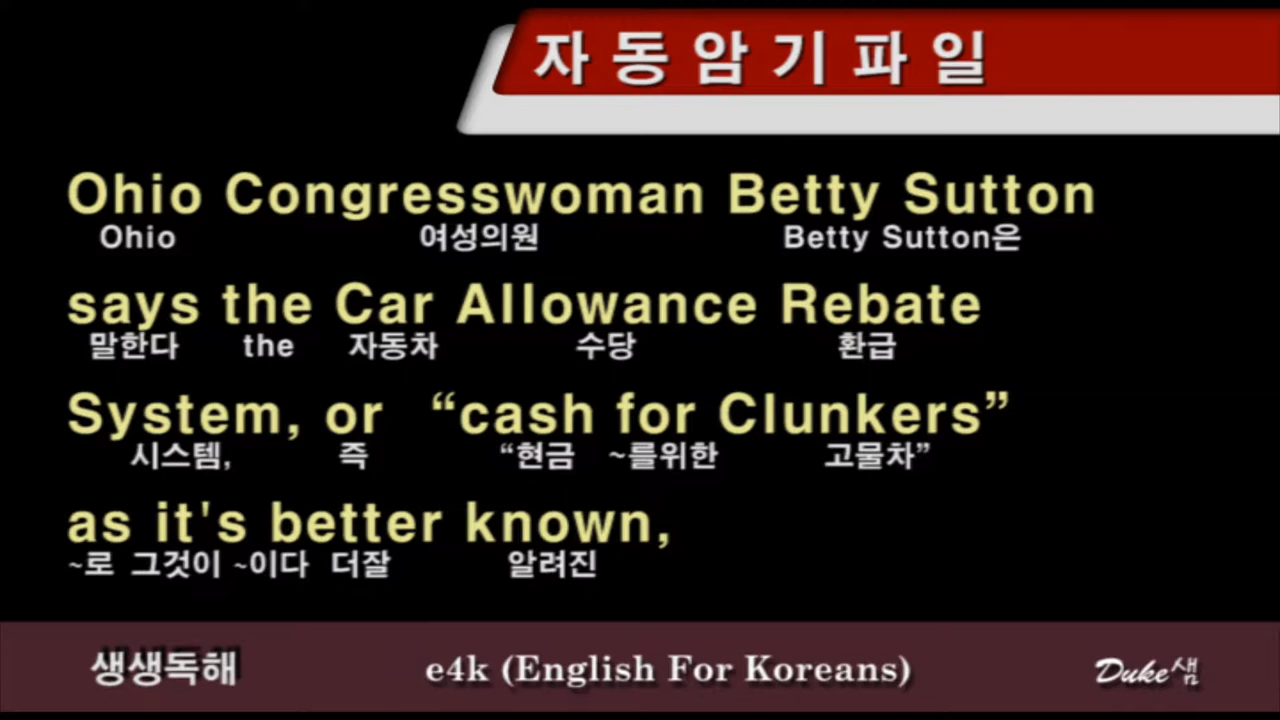 자동암기파일
Ohio Congresswoman Betty Sutton
Ohio 여성의원 Betty Sutton은
says the Car Allowance Rebate
말한다 the 자동차 수당 환급
System, or “cash for Clunkers”
시스템, 즉 “현금 ~를위한 고물차”
as it's better known,
~로 그것이 ~이다 더잘 알려진
생생독해 e4k (English For Koreans) Duke샘